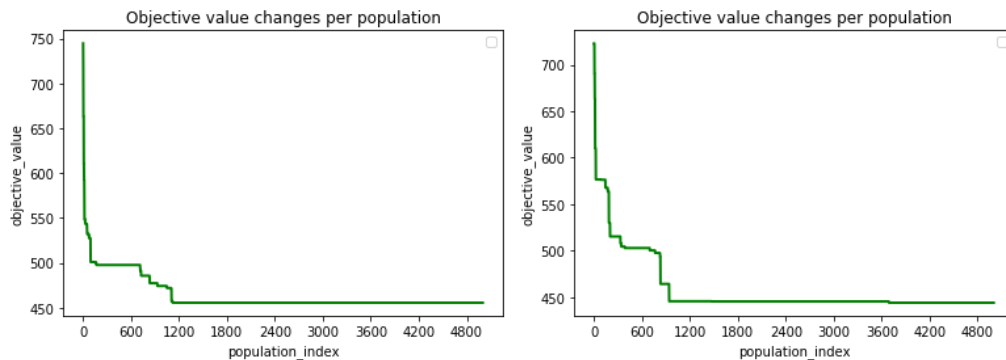 Objective value changes per population
750
700
650
600
550
500
450
objective_value
0 600 1200 1800 2400 3000 3600 4200 4800
population_index
Objective value changes per population
700
650
600
550
500
450
objective_value
0 600 1200 1800 2400 3000 3600 4200 4800
population_index